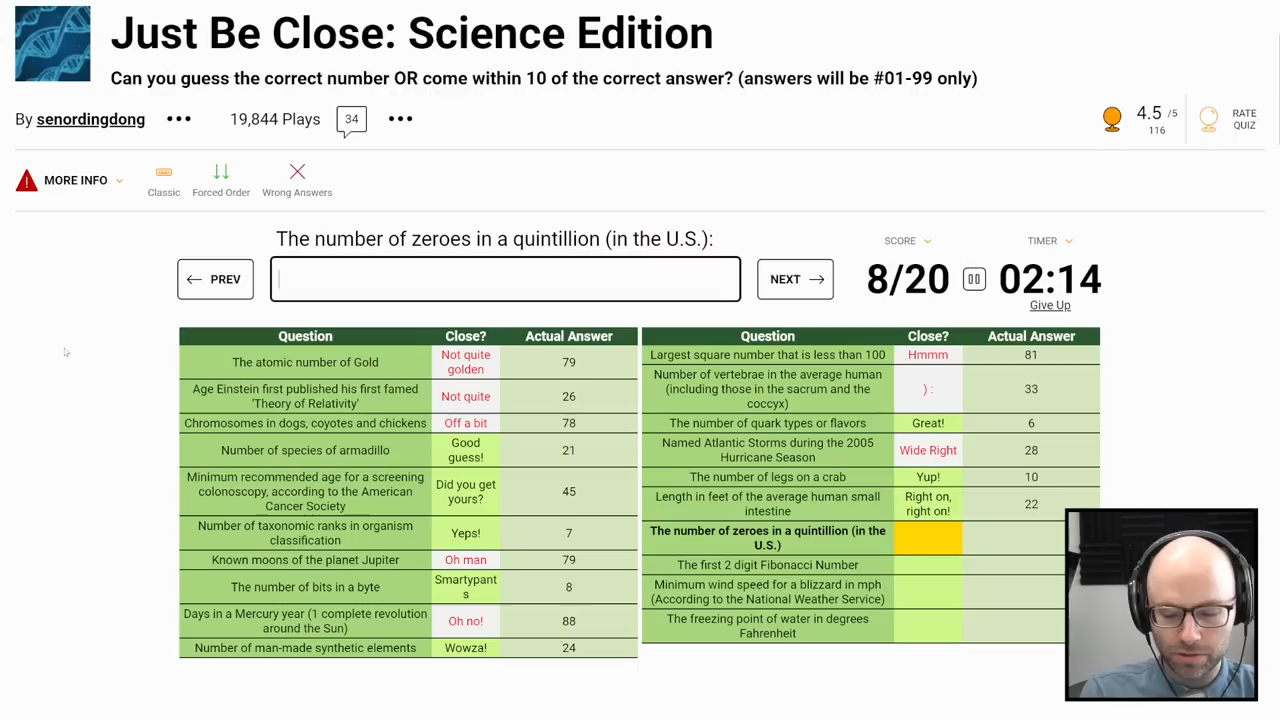 Just Be Close: Science Edition
Can you guess the correct number OR come within 10 of the correct answer? (answers will be #01-99 only)
By senordingdong ••• 19,844 Plays 34 •••
4.5 /5
116
RATE
QUIZ
MORE INFO
Classic
Forced Order
Wrong Answers
The number of zeroes in a quintillion (in the U.S.):
← PREV
NEXT →
SCORE
8/20
TIMER
02:14
Give Up
Question Close? Actual Answer
The atomic number of Gold
Not quite
golden
79
Age Einstein first published his first famed
'Theory of Relativity'
Not quite
26
Chromosomes in dogs, coyotes and chickens Off a bit 78
Number of species of armadillo
Good
guess!
21
Minimum recommended age for a screening
colonoscopy, according to the American
Cancer Society
Did you get
yours?
45
Number of taxonomic ranks in organism
classification
Yeps!
7
Known moons of the planet Jupiter Oh man 79
The number of bits in a byte
Smartypant
s
8
Days in a Mercury year (1 complete revolution
around the Sun)
Oh no!
88
Number of man-made synthetic elements Wowza! 24
Question Close? Actual Answer
Largest square number that is less than 100 Hmmm 81
Number of vertebrae in the average human
(including those in the sacrum and the
coccyx)
) :
33
The number of quark types or flavors Great! 6
Named Atlantic Storms during the 2005
Hurricane Season
Wide Right
28
The number of legs on a crab Yup! 10
Length in feet of the average human small
intestine
Right on,
right on!
22
The number of zeroes in a quintillion (in the
U.S.)
The first 2 digit Fibonacci Number
Minimum wind speed for a blizzard in mph
(According to the National Weather Service)
The freezing point of water in degrees
Fahrenheit